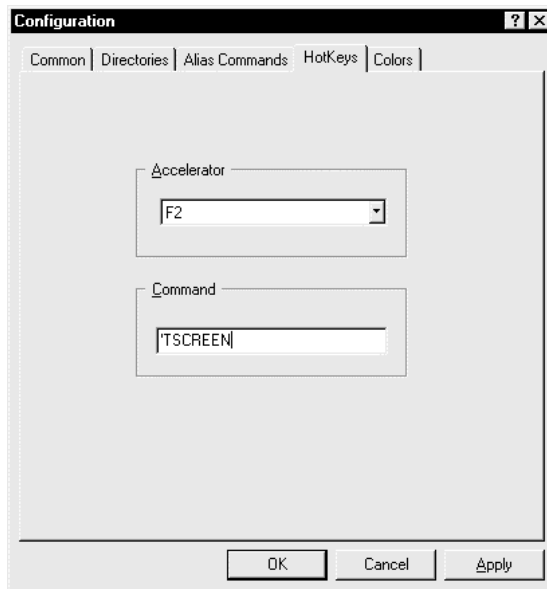 Configuration
Common Directories Alias Commands HotKeys Colors
Accelerator
F2
Command
'TSCREEN
OK Cancel Apply